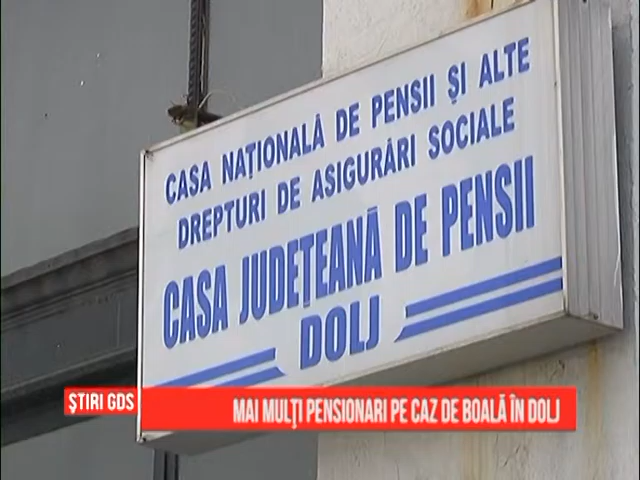 CASA NAȚIONALĂ DE PENSII ȘI ALTE
DREPTURI DE ASIGURĂRI SOCIALE
CASA JUDEȚEANĂ DE PENSII
DOLJ
ȘTIRI GDS
MAI MULȚI PENSIONARI PE CAZ DE BOALĂ ÎN DOLJ